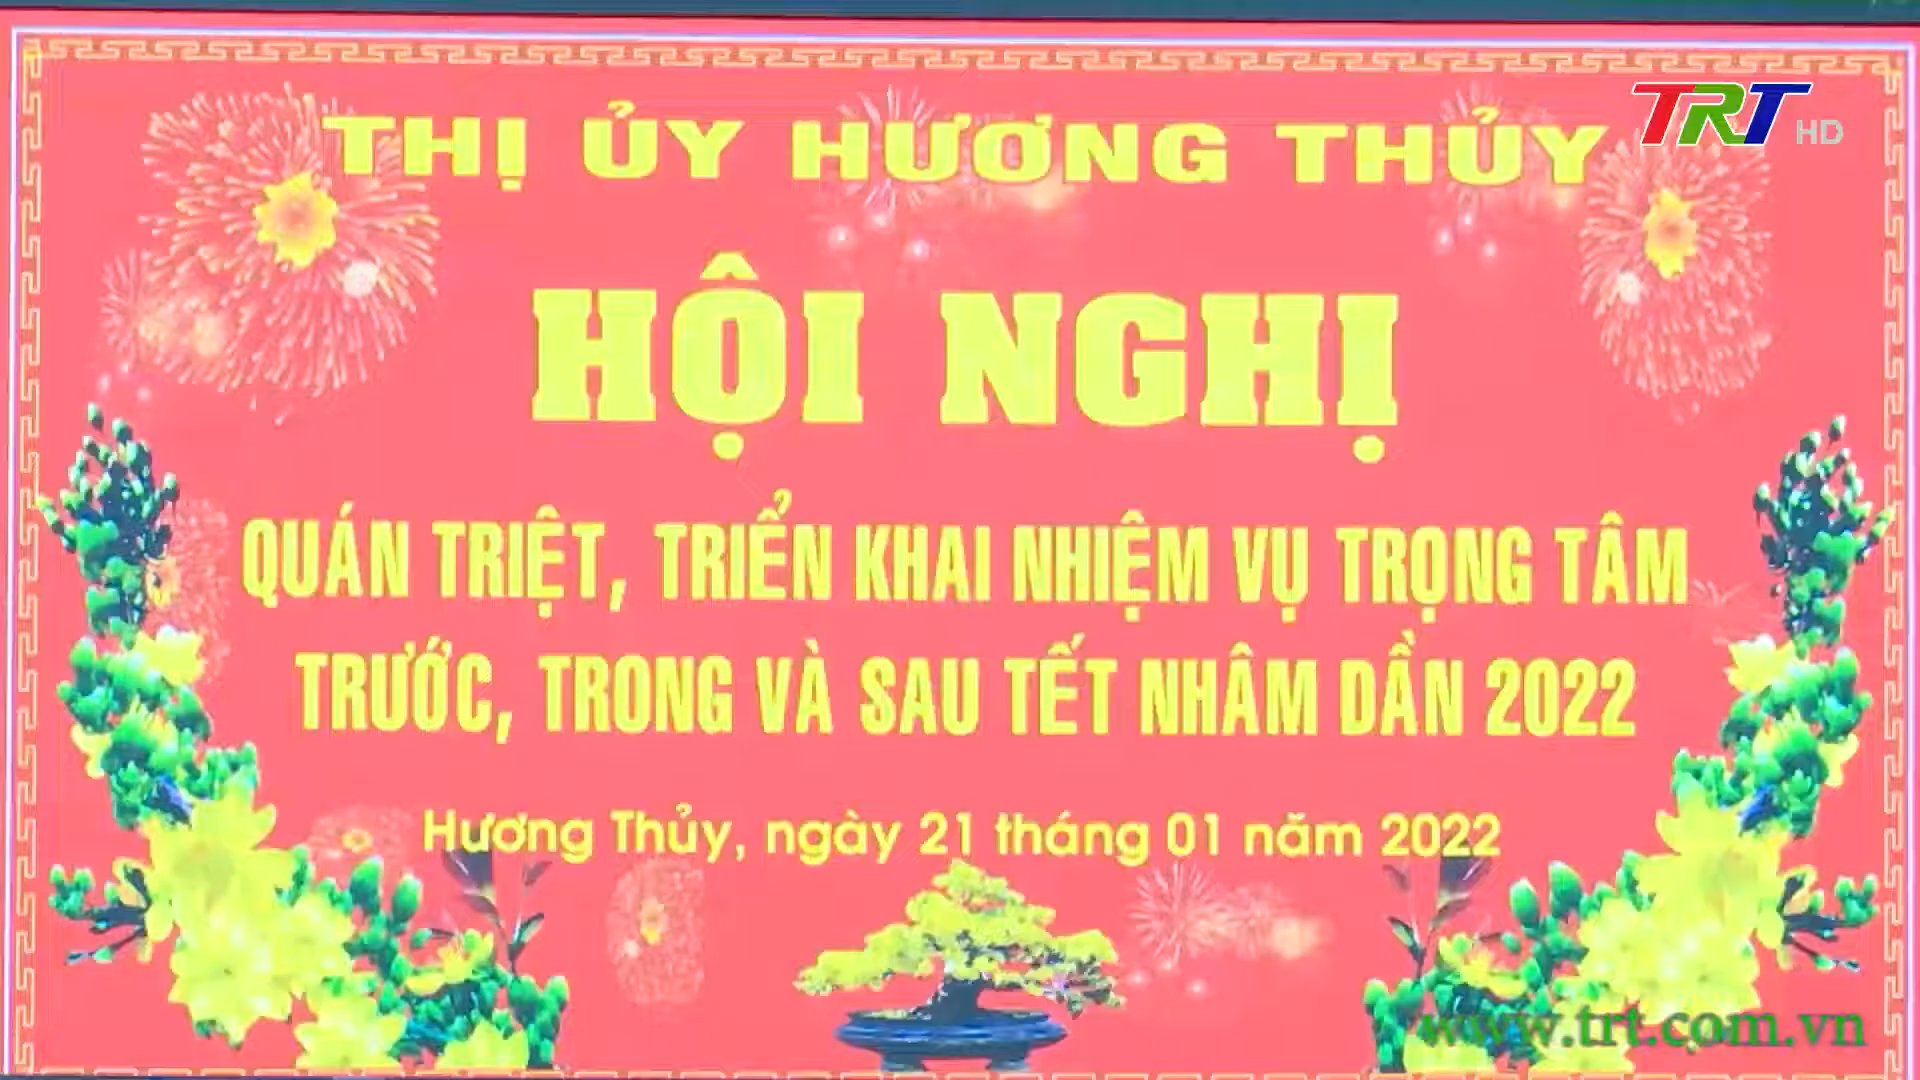 TRT HD
THỊ ỦY HƯƠNG THỦY
HỘI NGHỊ
QUÁN TRIỆT, TRIỂN KHAI NHIỆM VỤ TRỌNG TÂM
TRƯỚC, TRONG VÀ SAU TẾT NHÂM DẦN 2022
Hương Thủy, ngày 21 tháng 01 năm 2022
www.trt.com.vn